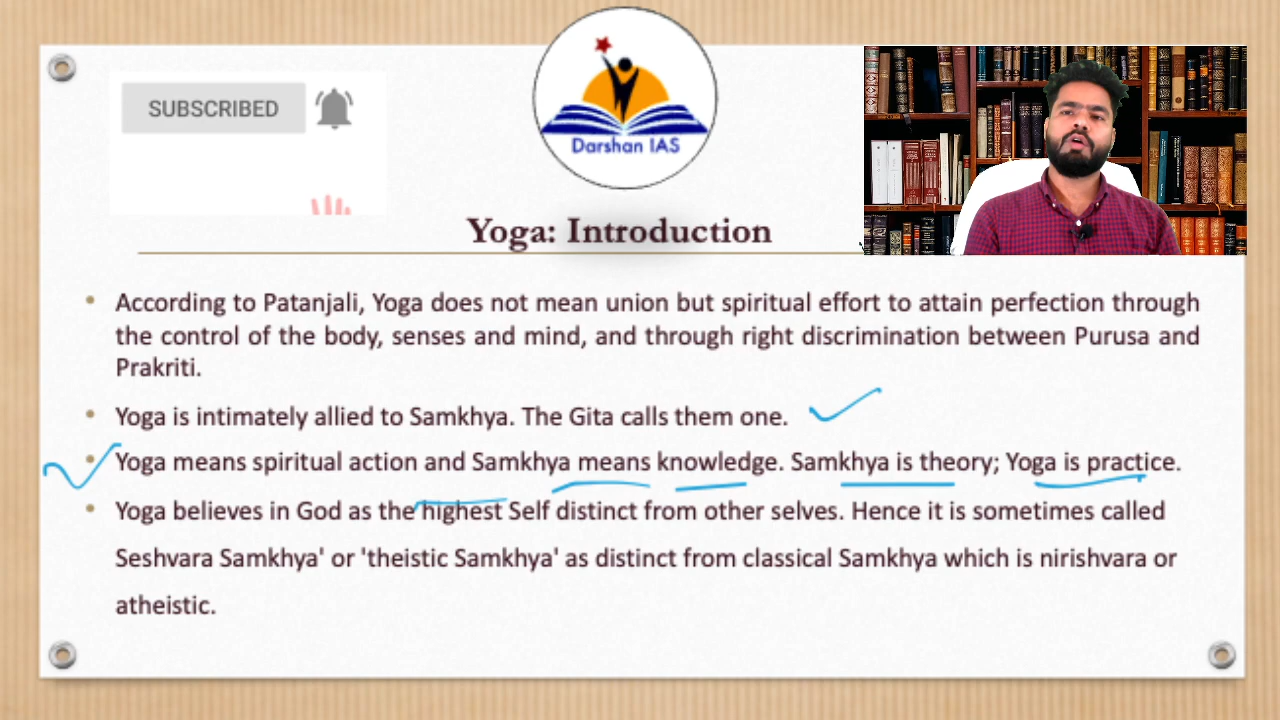 SUBSCRIBED
Darshan IAS
Yoga: Introduction
• According to Patanjali, Yoga does not mean union but spiritual effort to attain perfection through
the control of the body, senses and mind, and through right discrimination between Purusa and
Prakriti.
• Yoga is intimately allied to Samkhya. The Gita calls them one.
• Yoga means spiritual action and Samkhya means knowledge. Samkhya is theory; Yoga is practice.
• Yoga believes in God as the highest Self distinct from other selves. Hence it is sometimes called
Seshvara Samkhya' or 'theistic Samkhya' as distinct from classical Samkhya which is nirishvara or
atheistic.